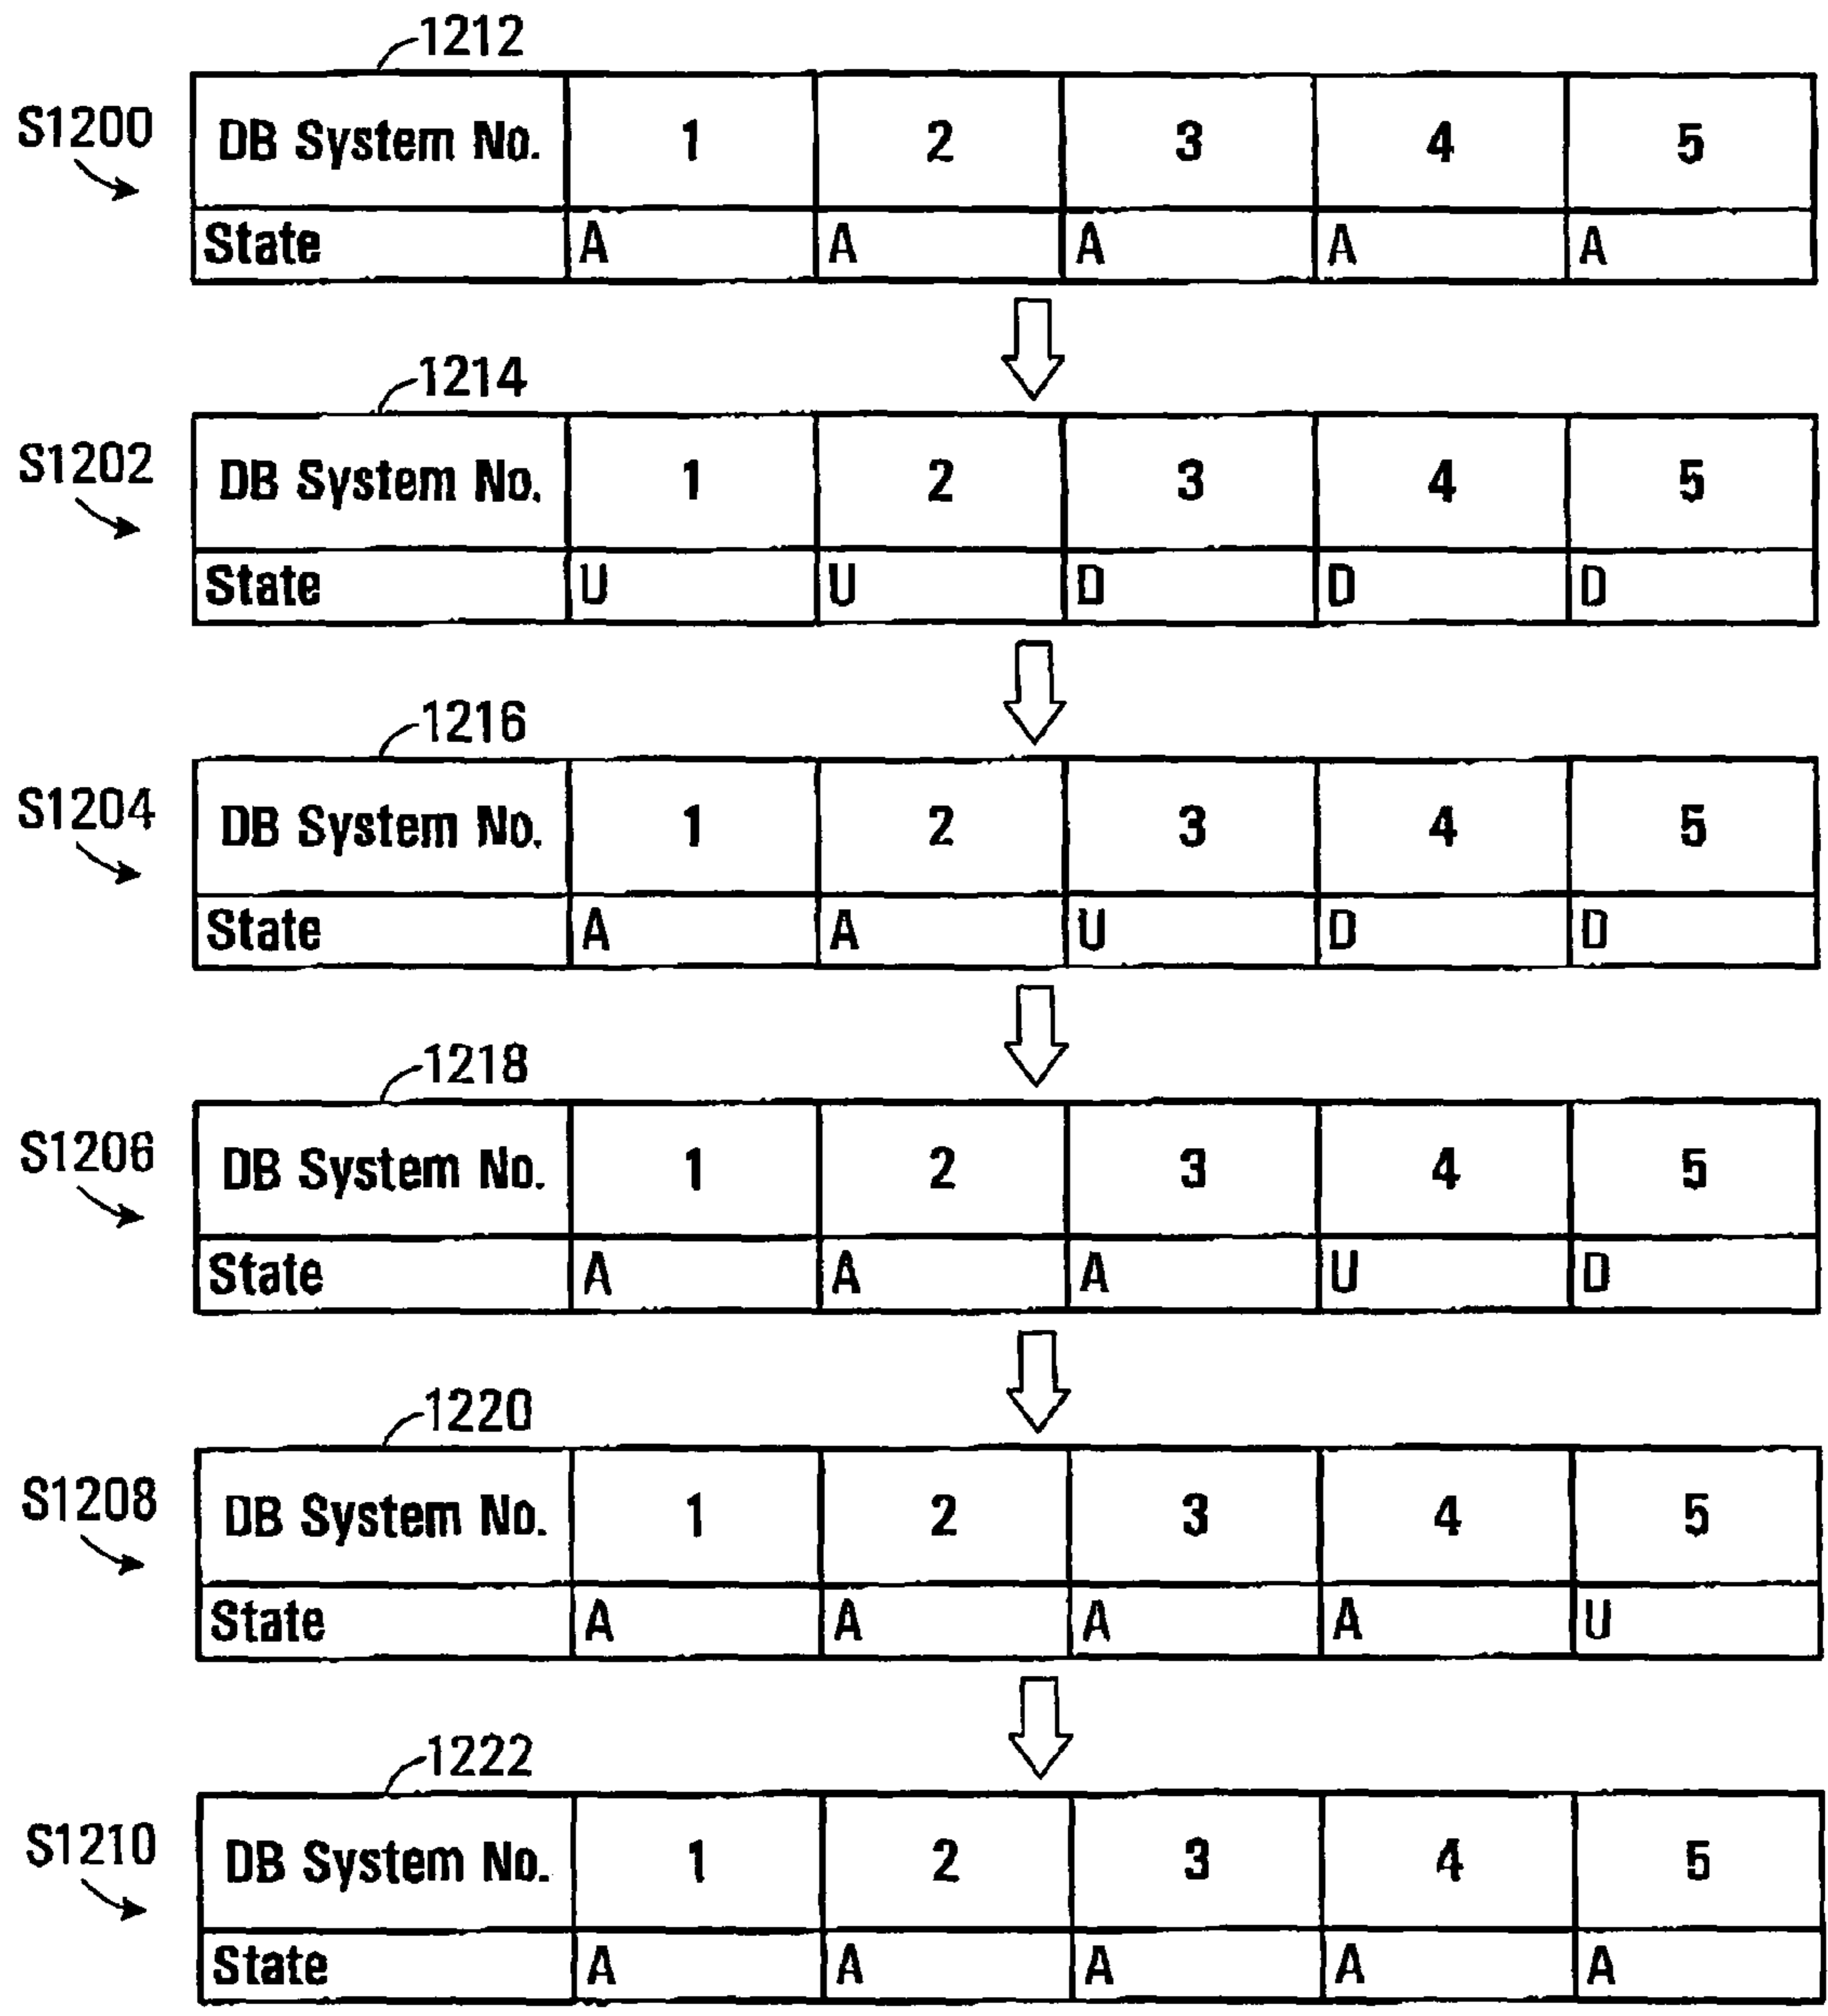 1212
S1200
DB System No. 1 2 3 4 5
State A A A A A
1214
S1202
DB System No. 1 2 3 4 5
State U U D D D
1216
S1204
DB System No. 1 2 3 4 5
State A A U D D
1218
S1206
DB System No. 1 2 3 4 5
State A A A U D
1220
S1208
DB System No. 1 2 3 4 5
State A A A A U
1222
S1210
DB System No. 1 2 3 4 5
State A A A A A